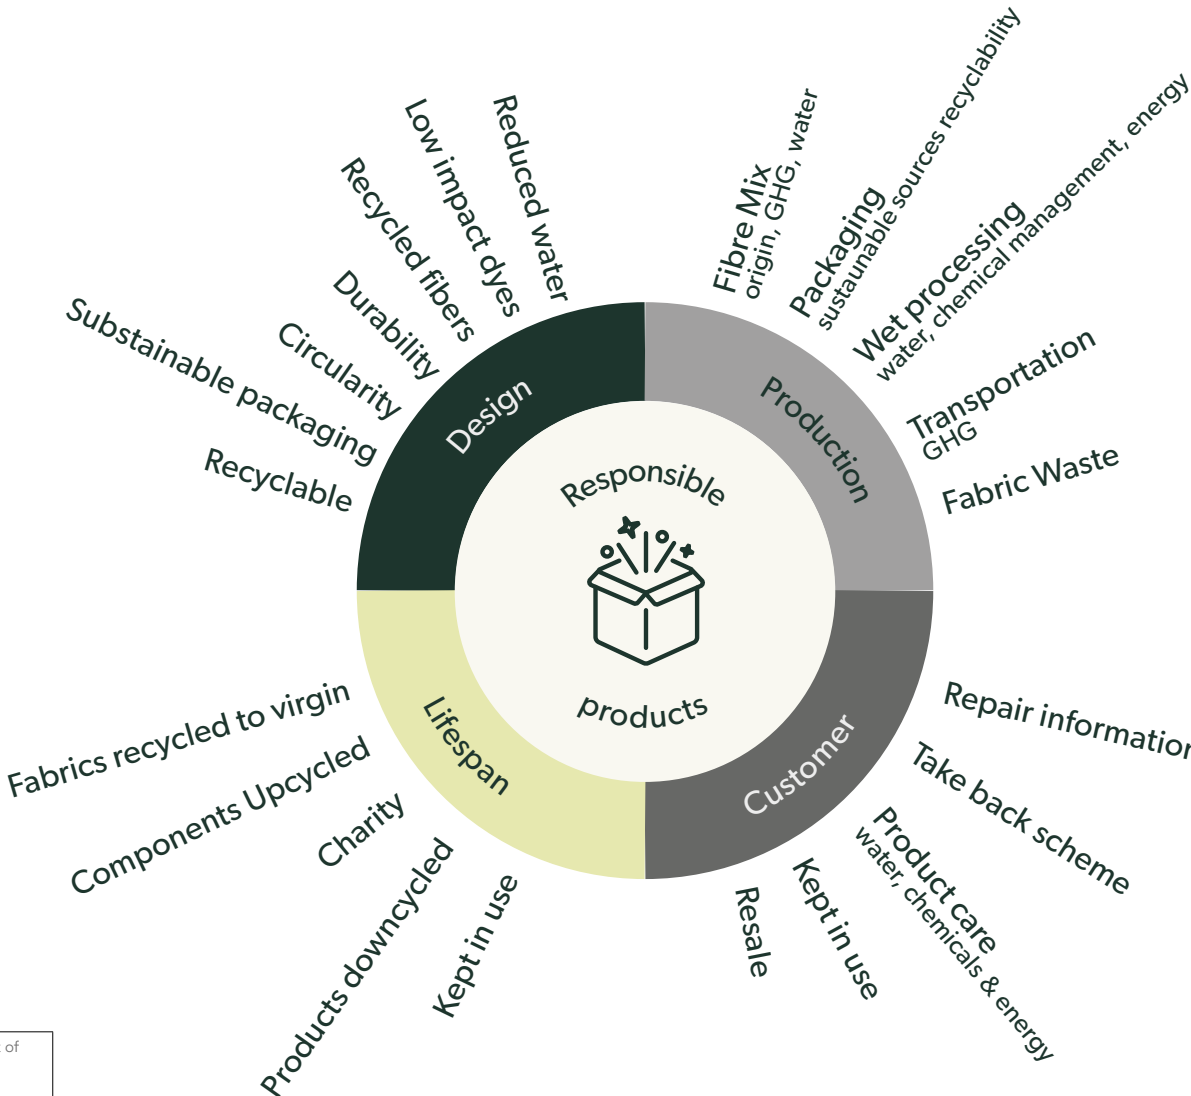 Responsible
products
Design
Reduced water
Low impact dyes
Recycled fibers
Durability
Circularity
Substainable packaging
Recyclable
Production
Fibre Mix
origin, GHG, water
Packaging
sustaunable sources recyclability
Wet processing
water, chemical management, energy
Transportation
GHG
Fabric Waste
Customer
Repair information
Take back scheme
Product care
water, chemicals & energy
Kept in use
Resale
Lifespan
Fabrics recycled to virgin
Components Upcycled
Charity
Products downcycled
Kept in use
of